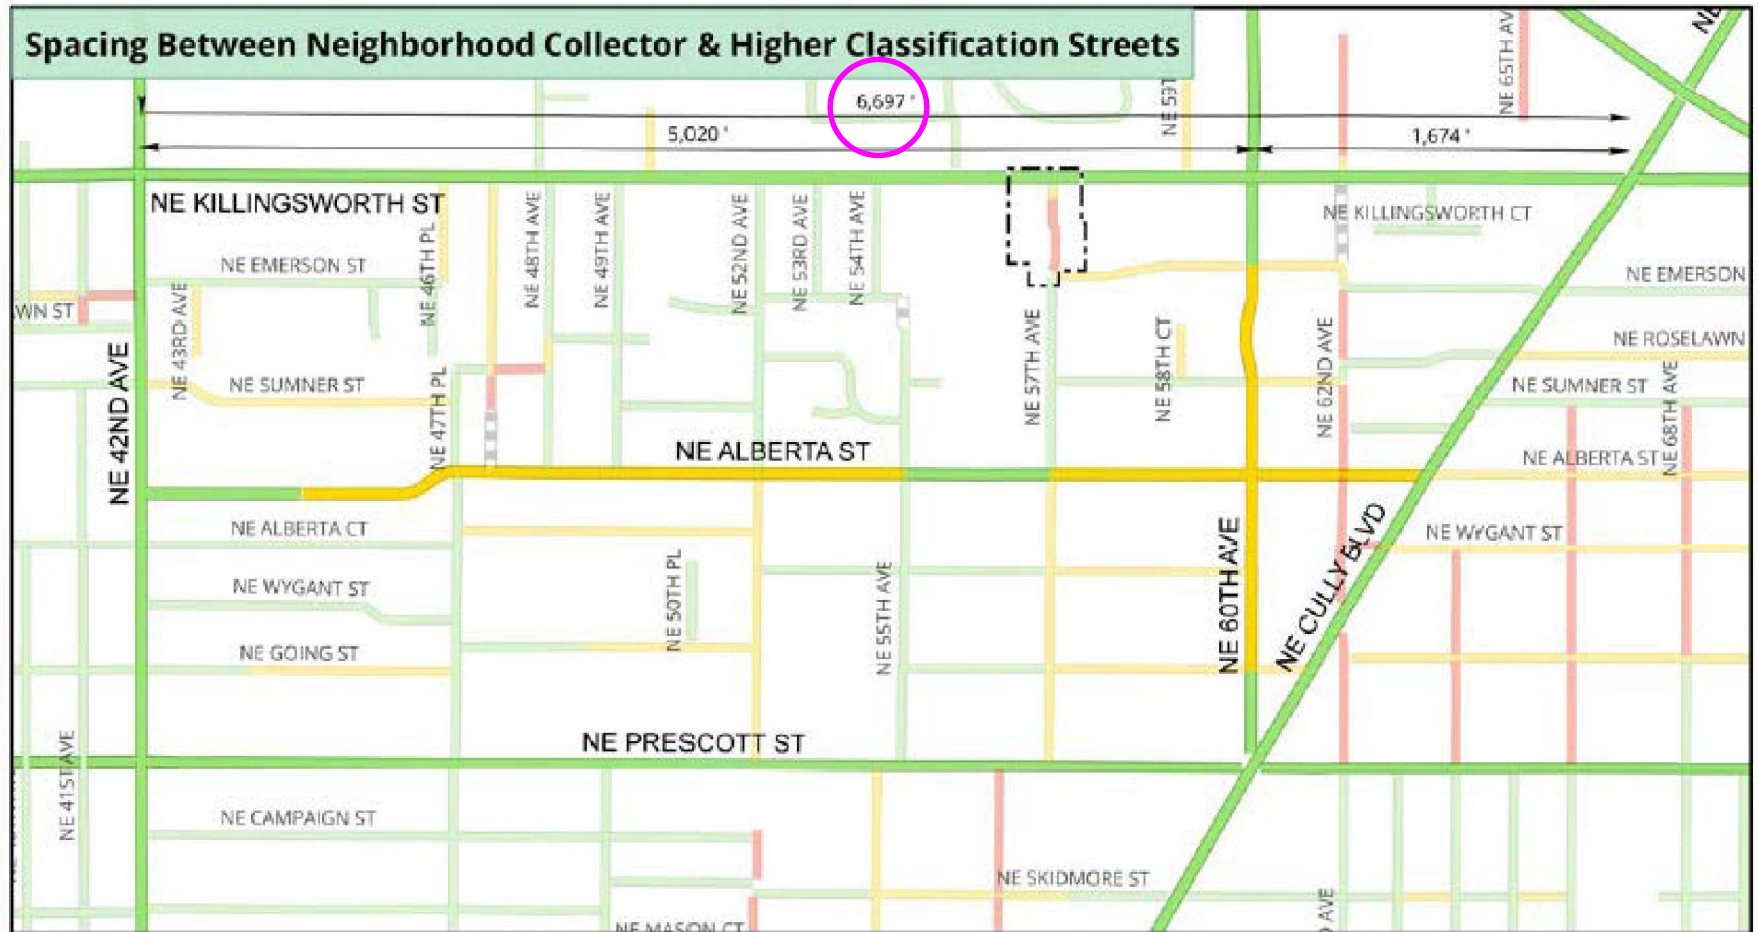 Spacing Between Neighborhood Collector & Higher Classification Streets
NE
NE 65TH AV
NE 59T
6,697 '
5,020 '
1,674 '
NE KILLINGSWORTH ST
NE KILLINGSWORTH CT
NE 46TH PL
NE 48TH AVE
NE 49TH AVE
NE 52ND AVE
NE 53RD AVE
NE 54TH AVE
NE EMERSON ST
NE EMERSON
WN ST
NE 43RD AVE
NE 42ND AVE
NE 57TH AVE
NE 58TH CT
NE 62ND AVE
NE ROSELAWN
NE SUMNER ST
NE SUMNER ST
NE 68TH AVE
NE 47TH PL
NE ALBERTA ST
NE ALBERTA ST
NE ALBERTA CT
NE WYGANT ST
NE WYGANT ST
NE 50TH PL
NE 55TH AVE
NE 60TH AVE
NE CULLY BLVD
NE GOING ST
NE PRESCOTT ST
NE 41ST AVE
NE CAMPAIGN ST
NE SKIDMORE ST
AVE
NE MASON CT